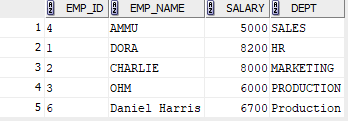 EMP_ID EMP_NAME SALARY DEPT
1 4 AMMU 5000 SALES
2 1 DORA 8200 HR
3 2 CHARLIE 8000 MARKETING
4 3 OHM 6000 PRODUCTION
5 6 Daniel Harris 6700 Production